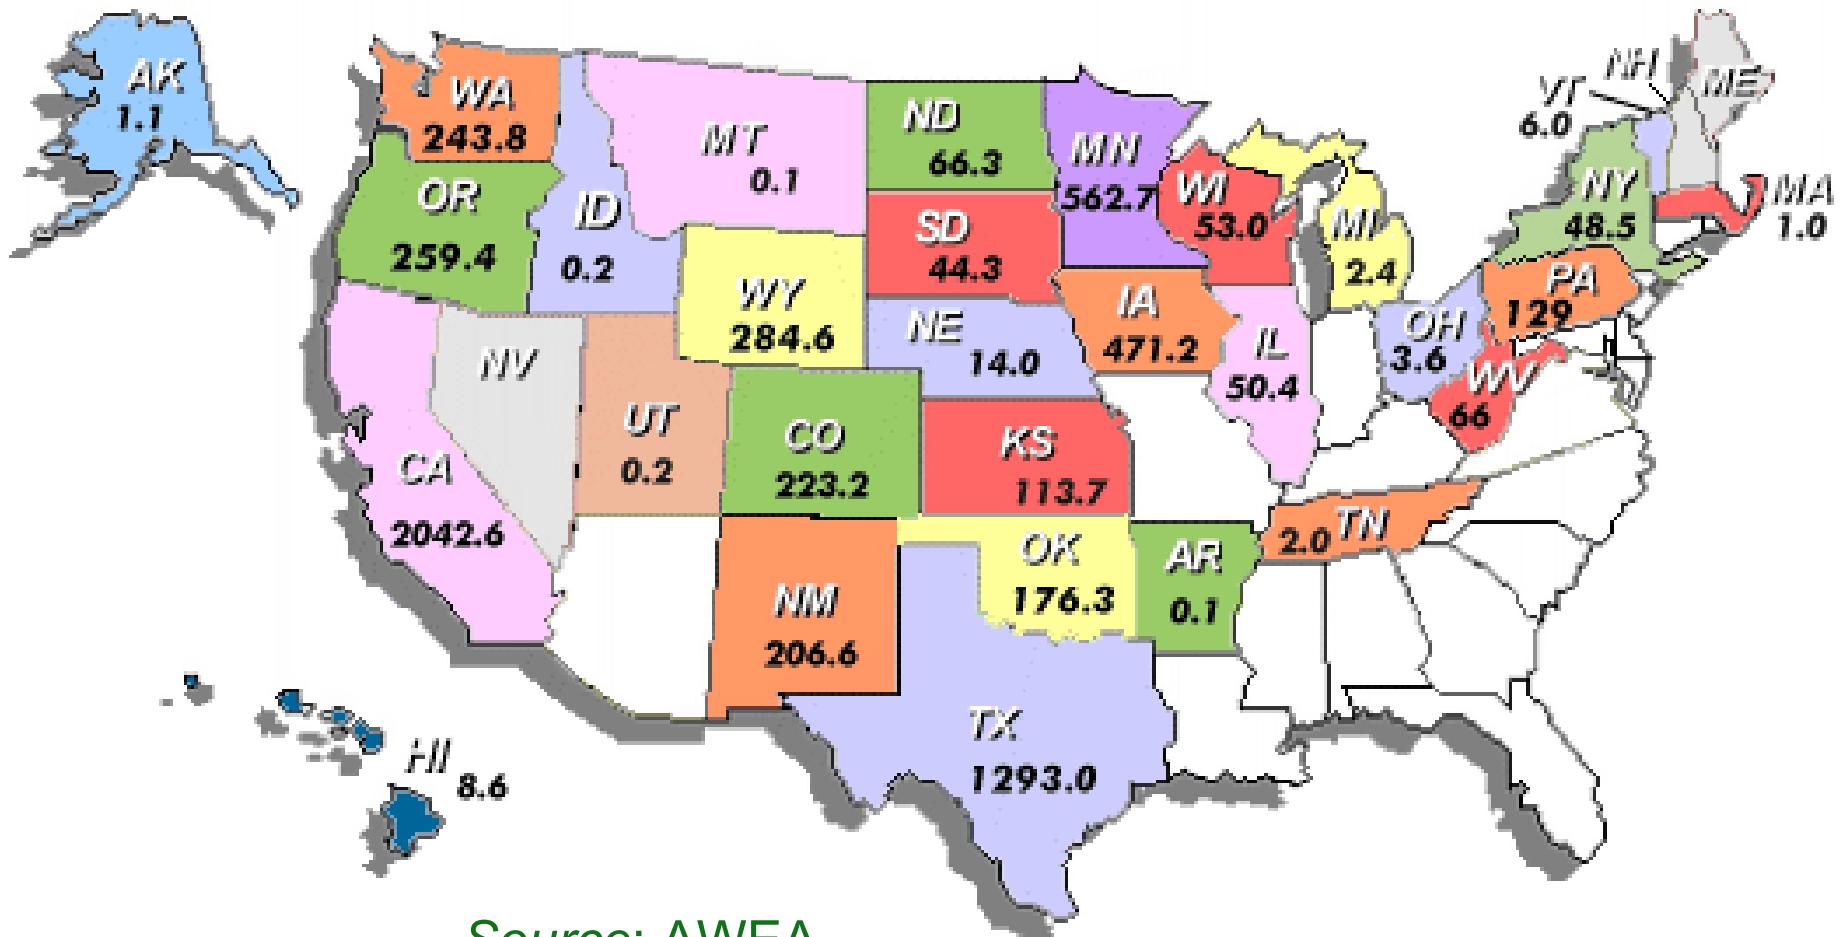 AK
1.1
WA
243.8
OR
259.4
ID
0.2
MT
0.1
ND
66.3
MN
562.7
WI
53.0
MI
2.4
VT
6.0
NH
ME
NY
48.5
MA
1.0
SD
44.3
WY
284.6
NE
14.0
IA
471.2
IL
50.4
OH
3.6
PA
129
WV
66
NV
UT
0.2
CO
223.2
KS
113.7
CA
2042.6
NM
206.6
OK
176.3
AR
0.1
TN
2.0
TX
1293.0
HI
8.6
Source: AWEA